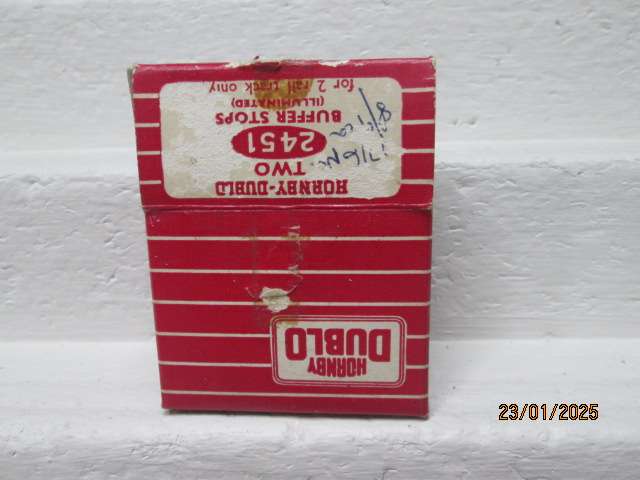 HORNBY-DUBLO
TWO
2451
BUFFER STOPS
(ILLUMINATED)
for 2 rail track only.
HORNBY
DUBLO
23/01/2025